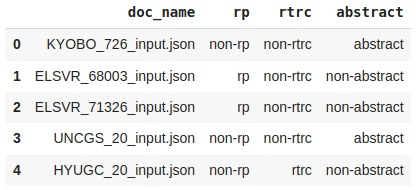 doc_name rp rtrc abstract
0 KYOBO_726_input.json non-rp non-rtrc abstract
1 ELSVR_68003_input.json rp non-rtrc non-abstract
2 ELSVR_71326_input.json rp non-rtrc non-abstract
3 UNCGS_20_input.json non-rp non-rtrc abstract
4 HYUGC_20_input.json non-rp rtrc non-abstract